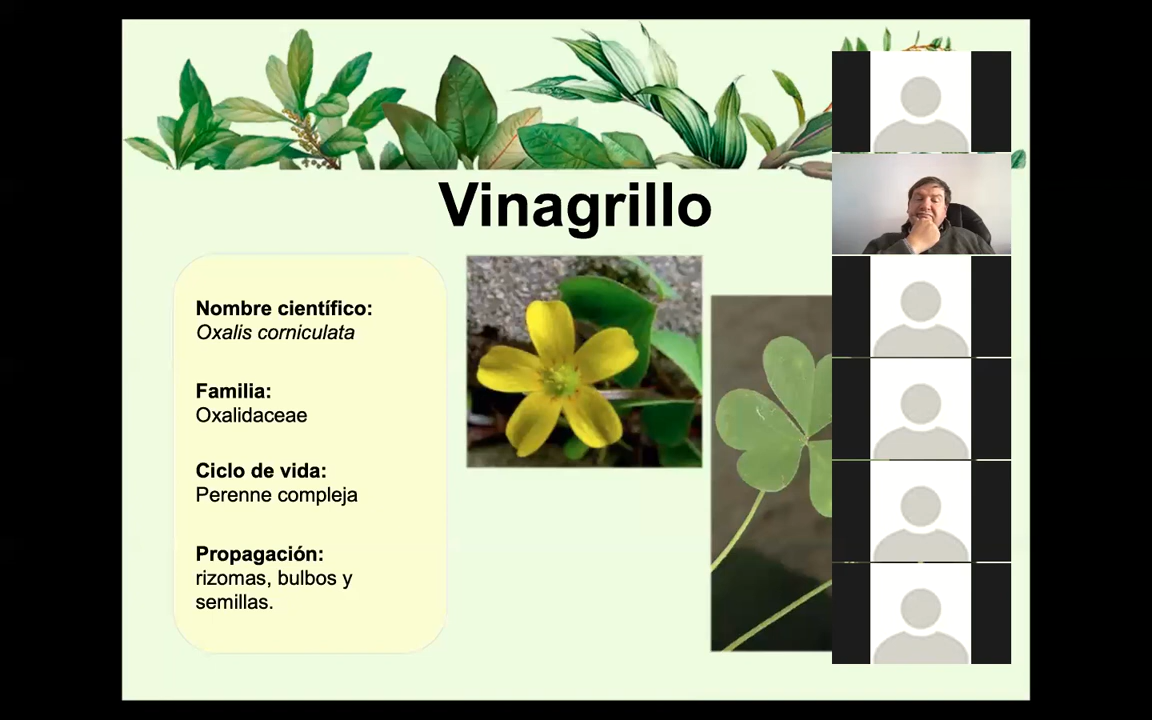 Vinagrillo
Nombre científico:
Oxalis corniculata
Familia:
Oxalidaceae
Ciclo de vida:
Perenne compleja
Propagación:
rizomas, bulbos y
semillas.